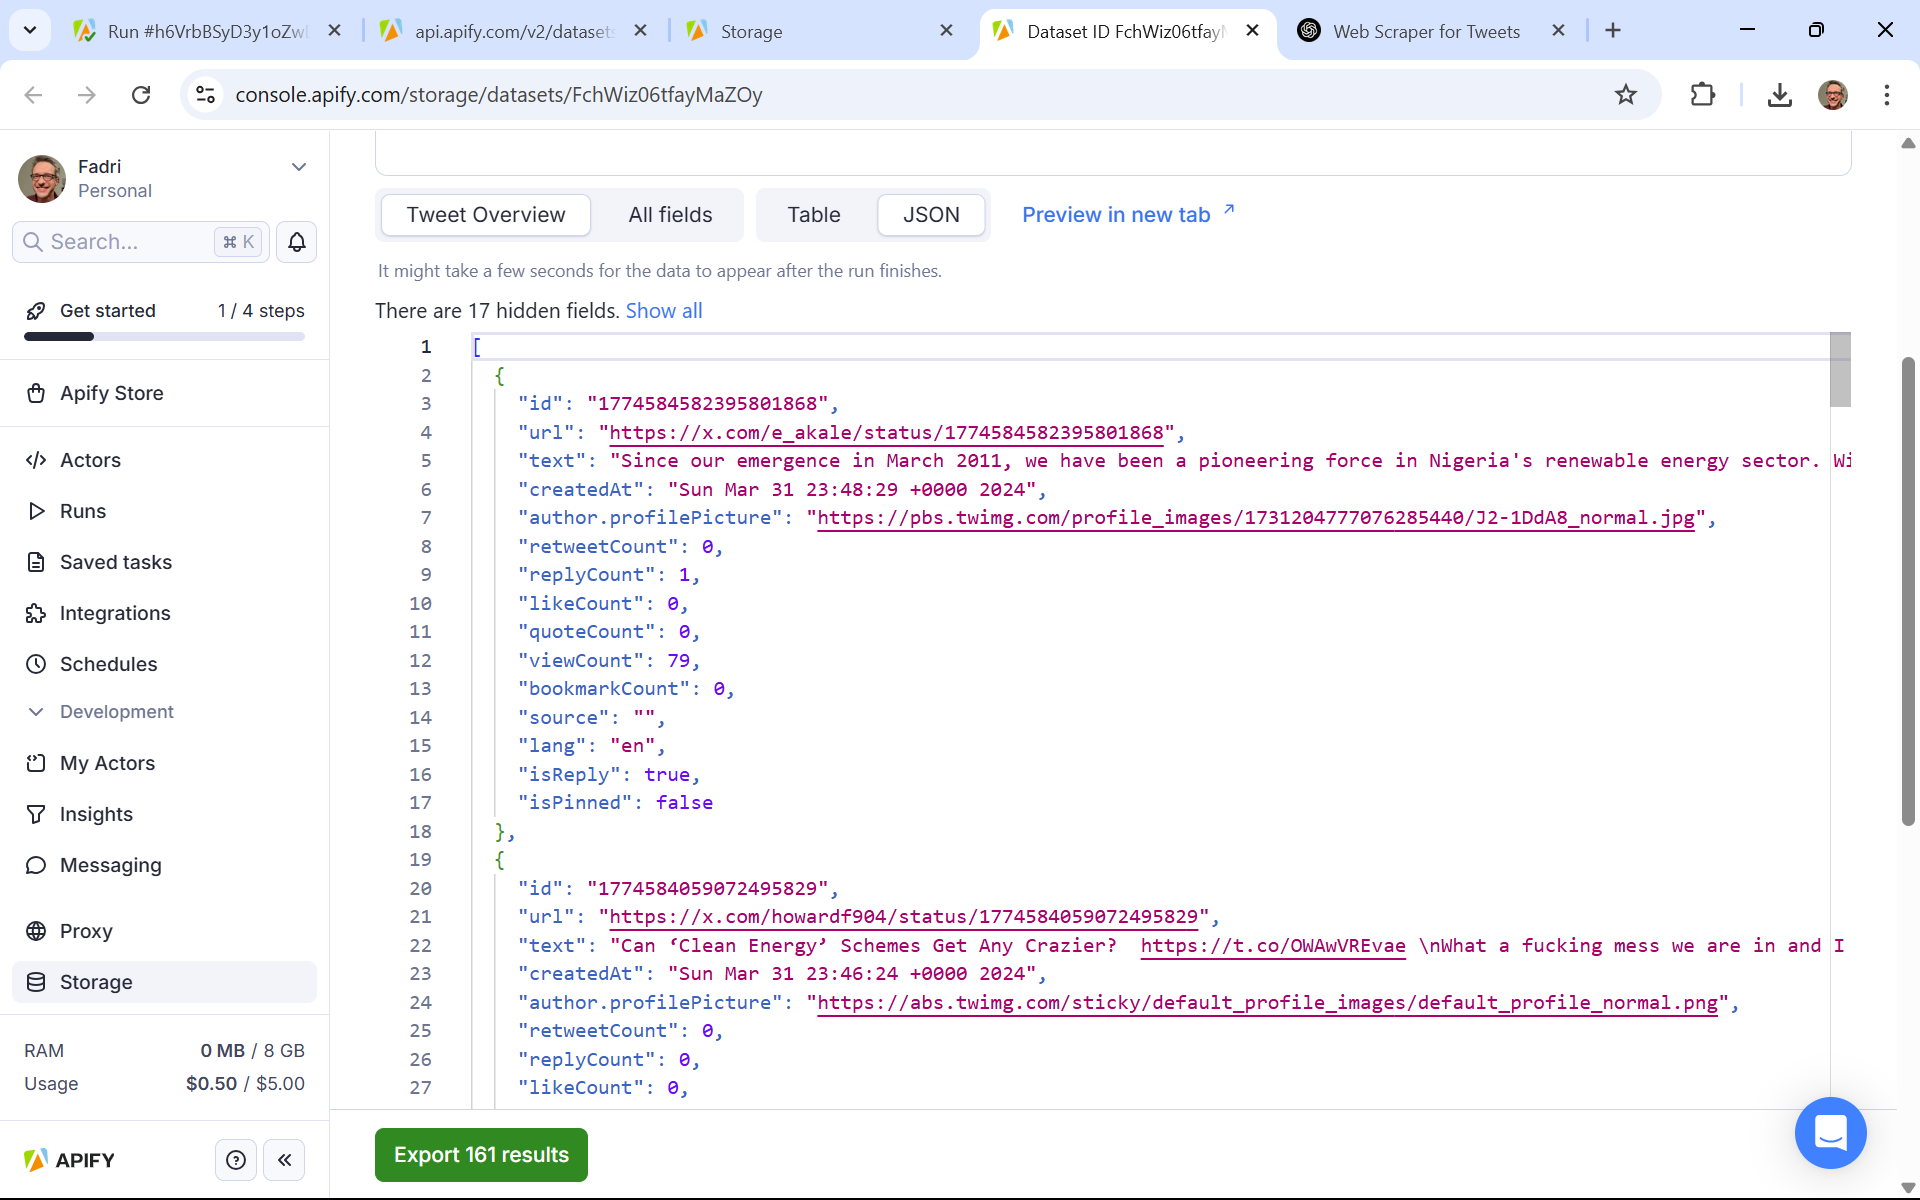 Run #h6VrbBSyD3y1oZwI
api.apify.com/v2/datasets
Storage
Dataset ID FchWiz06tfayM
Web Scraper for Tweets
console.apify.com/storage/datasets/FchWiz06tfayMaZOy
Fadri
Personal
Search...
⌘ K
Get started
1 / 4 steps
Apify Store
Actors
Runs
Saved tasks
Integrations
Schedules
Development
My Actors
Insights
Messaging
Proxy
Storage
RAM
0 MB / 8 GB
Usage
$0.50 / $5.00
APIFY
Tweet Overview
All fields
Table
JSON
Preview in new tab
It might take a few seconds for the data to appear after the run finishes.
There are 17 hidden fields. Show all
1 [
2 {
3 "id": "1774584582395801868",
4 "url": "https://x.com/e_akale/status/1774584582395801868",
5 "text": "Since our emergence in March 2011, we have been a pioneering force in Nigeria's renewable energy sector. Wi
6 "createdAt": "Sun Mar 31 23:48:29 +0000 2024",
7 "author.profilePicture": "https://pbs.twimg.com/profile_images/1731204777076285440/J2-1DdA8_normal.jpg",
8 "retweetCount": 0,
9 "replyCount": 1,
10 "likeCount": 0,
11 "quoteCount": 0,
12 "viewCount": 79,
13 "bookmarkCount": 0,
14 "source": "",
15 "lang": "en",
16 "isReply": true,
17 "isPinned": false
18 },
19 {
20 "id": "1774584059072495829",
21 "url": "https://x.com/howardf904/status/1774584059072495829",
22 "text": "Can ‘Clean Energy’ Schemes Get Any Crazier?  https://t.co/OWAwVREvae \nWhat a fucking mess we are in and I
23 "createdAt": "Sun Mar 31 23:46:24 +0000 2024",
24 "author.profilePicture": "https://abs.twimg.com/sticky/default_profile_images/default_profile_normal.png",
25 "retweetCount": 0,
26 "replyCount": 0,
27 "likeCount": 0,
Export 161 results